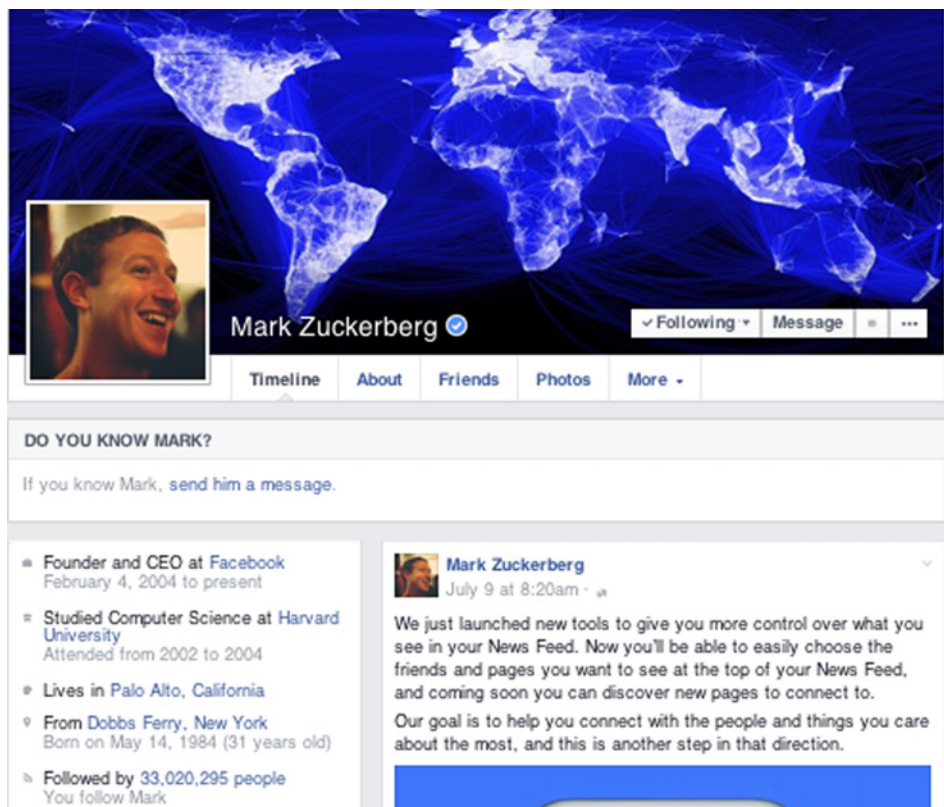 Mark Zuckerberg
Following
Message
...
Timeline
About
Friends
Photos
More
DO YOU KNOW MARK?
If you know Mark, send him a message.
Founder and CEO at Facebook
February 4, 2004 to present
Studied Computer Science at Harvard
University
Attended from 2002 to 2004
Lives in Palo Alto, California
From Dobbs Ferry, New York
Born on May 14, 1984 (31 years old)
Followed by 33,020,295 people
You follow Mark
Mark Zuckerberg
July 9 at 8:20am ·
We just launched new tools to give you more control over what you
see in your News Feed. Now you'll be able to easily choose the
friends and pages you want to see at the top of your News Feed,
and coming soon you can discover new pages to connect to.
Our goal is to help you connect with the people and things you care
about the most, and this is another step in that direction.